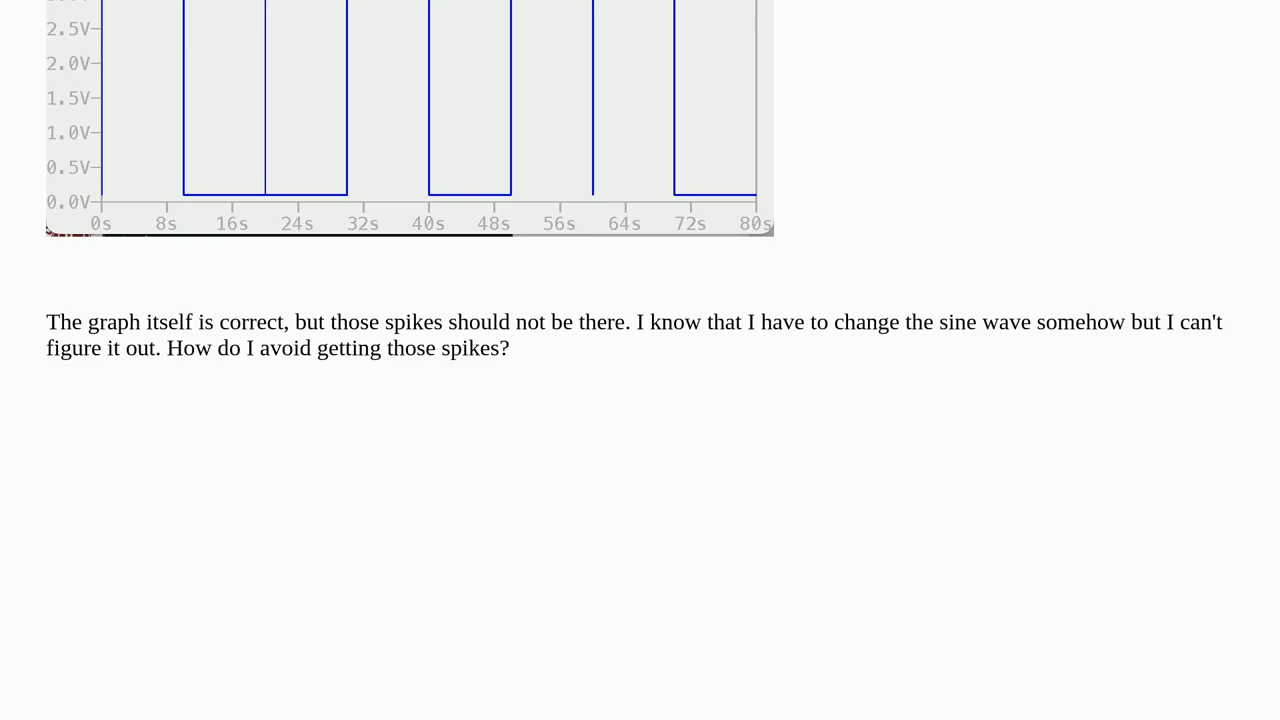 2.5V
2.0V
1.5V
1.0V
0.5V
0.0V
0s 8s 16s 24s 32s 40s 48s 56s 64s 72s 80s
The graph itself is correct, but those spikes should not be there. I know that I have to change the sine wave somehow but I can't
figure it out. How do I avoid getting those spikes?